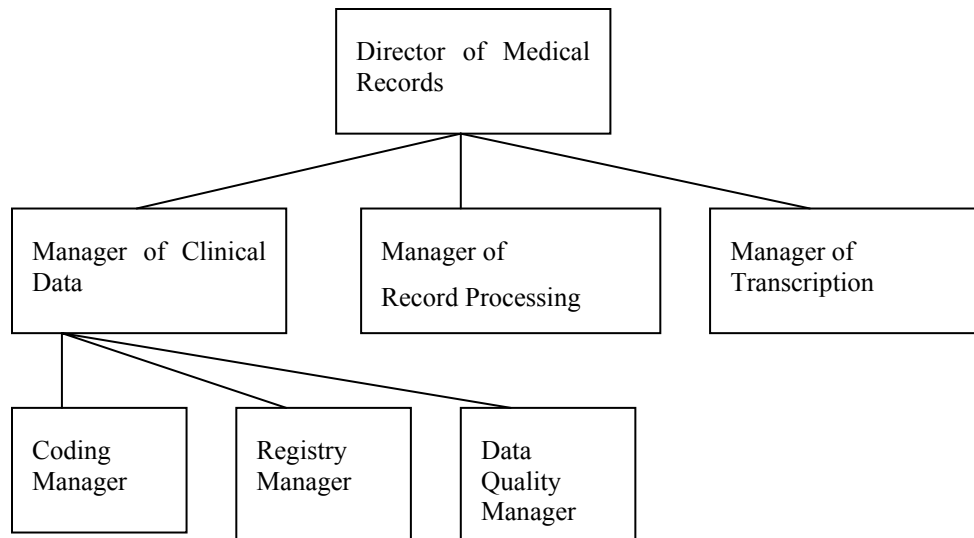 Director of Medical
Records
Manager of Clinical
Data
Manager of
Record Processing
Manager of
Transcription
Coding
Manager
Registry
Manager
Data
Quality
Manager